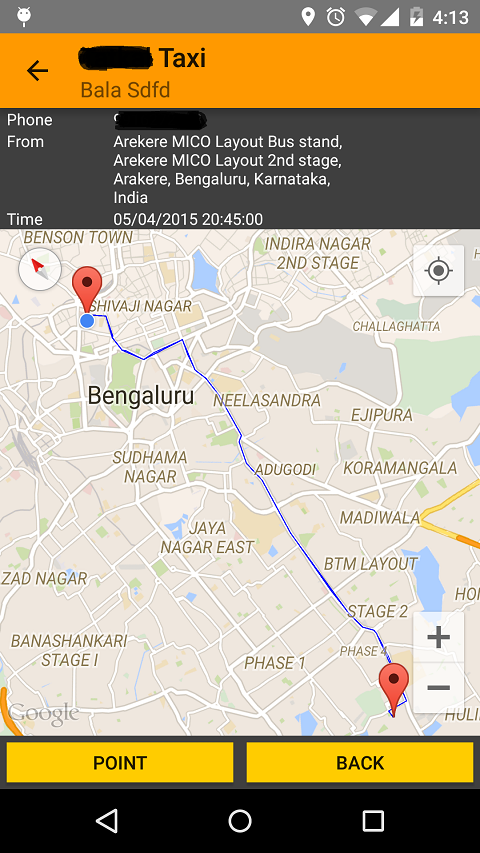 4:13
Taxi
Bala Sdfd
Phone
From Arekere MICO Layout Bus stand,
Arekere MICO Layout 2nd stage,
Arakere, Bengaluru, Karnataka,
India
Time 05/04/2015 20:45:00
BENSON TOWN
INDIRA NAGAR
2ND STAGE
SHIVAJI NAGAR
CHALLAGHATTA
Bengaluru
NEELASANDRA
EJIPURA
SUDHAMA
NAGAR
ADUGODI
KORAMANGALA
MADIWALA
JAYA
NAGAR EAST
BTM LAYOUT
ZAD NAGAR
HO
STAGE 2
BANASHANKARI
STAGE I
PHASE 1
PHASE 4
+
−
Google
HULI
POINT
BACK